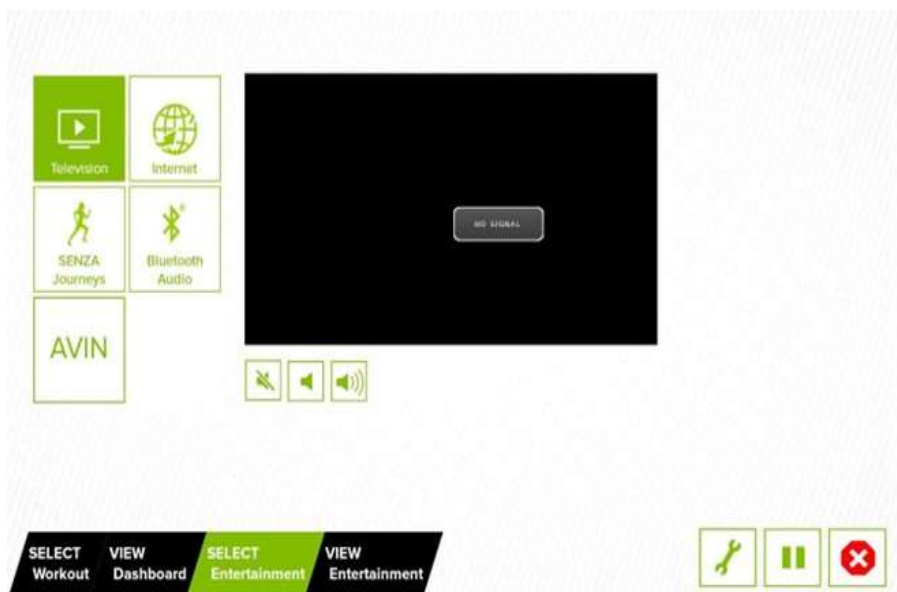 Television
Internet
NO SIGNAL
SENZA
Journeys
Bluetooth
Audio
AVIN
SELECT
Workout
VIEW
Dashboard
SELECT
Entertainment
VIEW
Entertainment